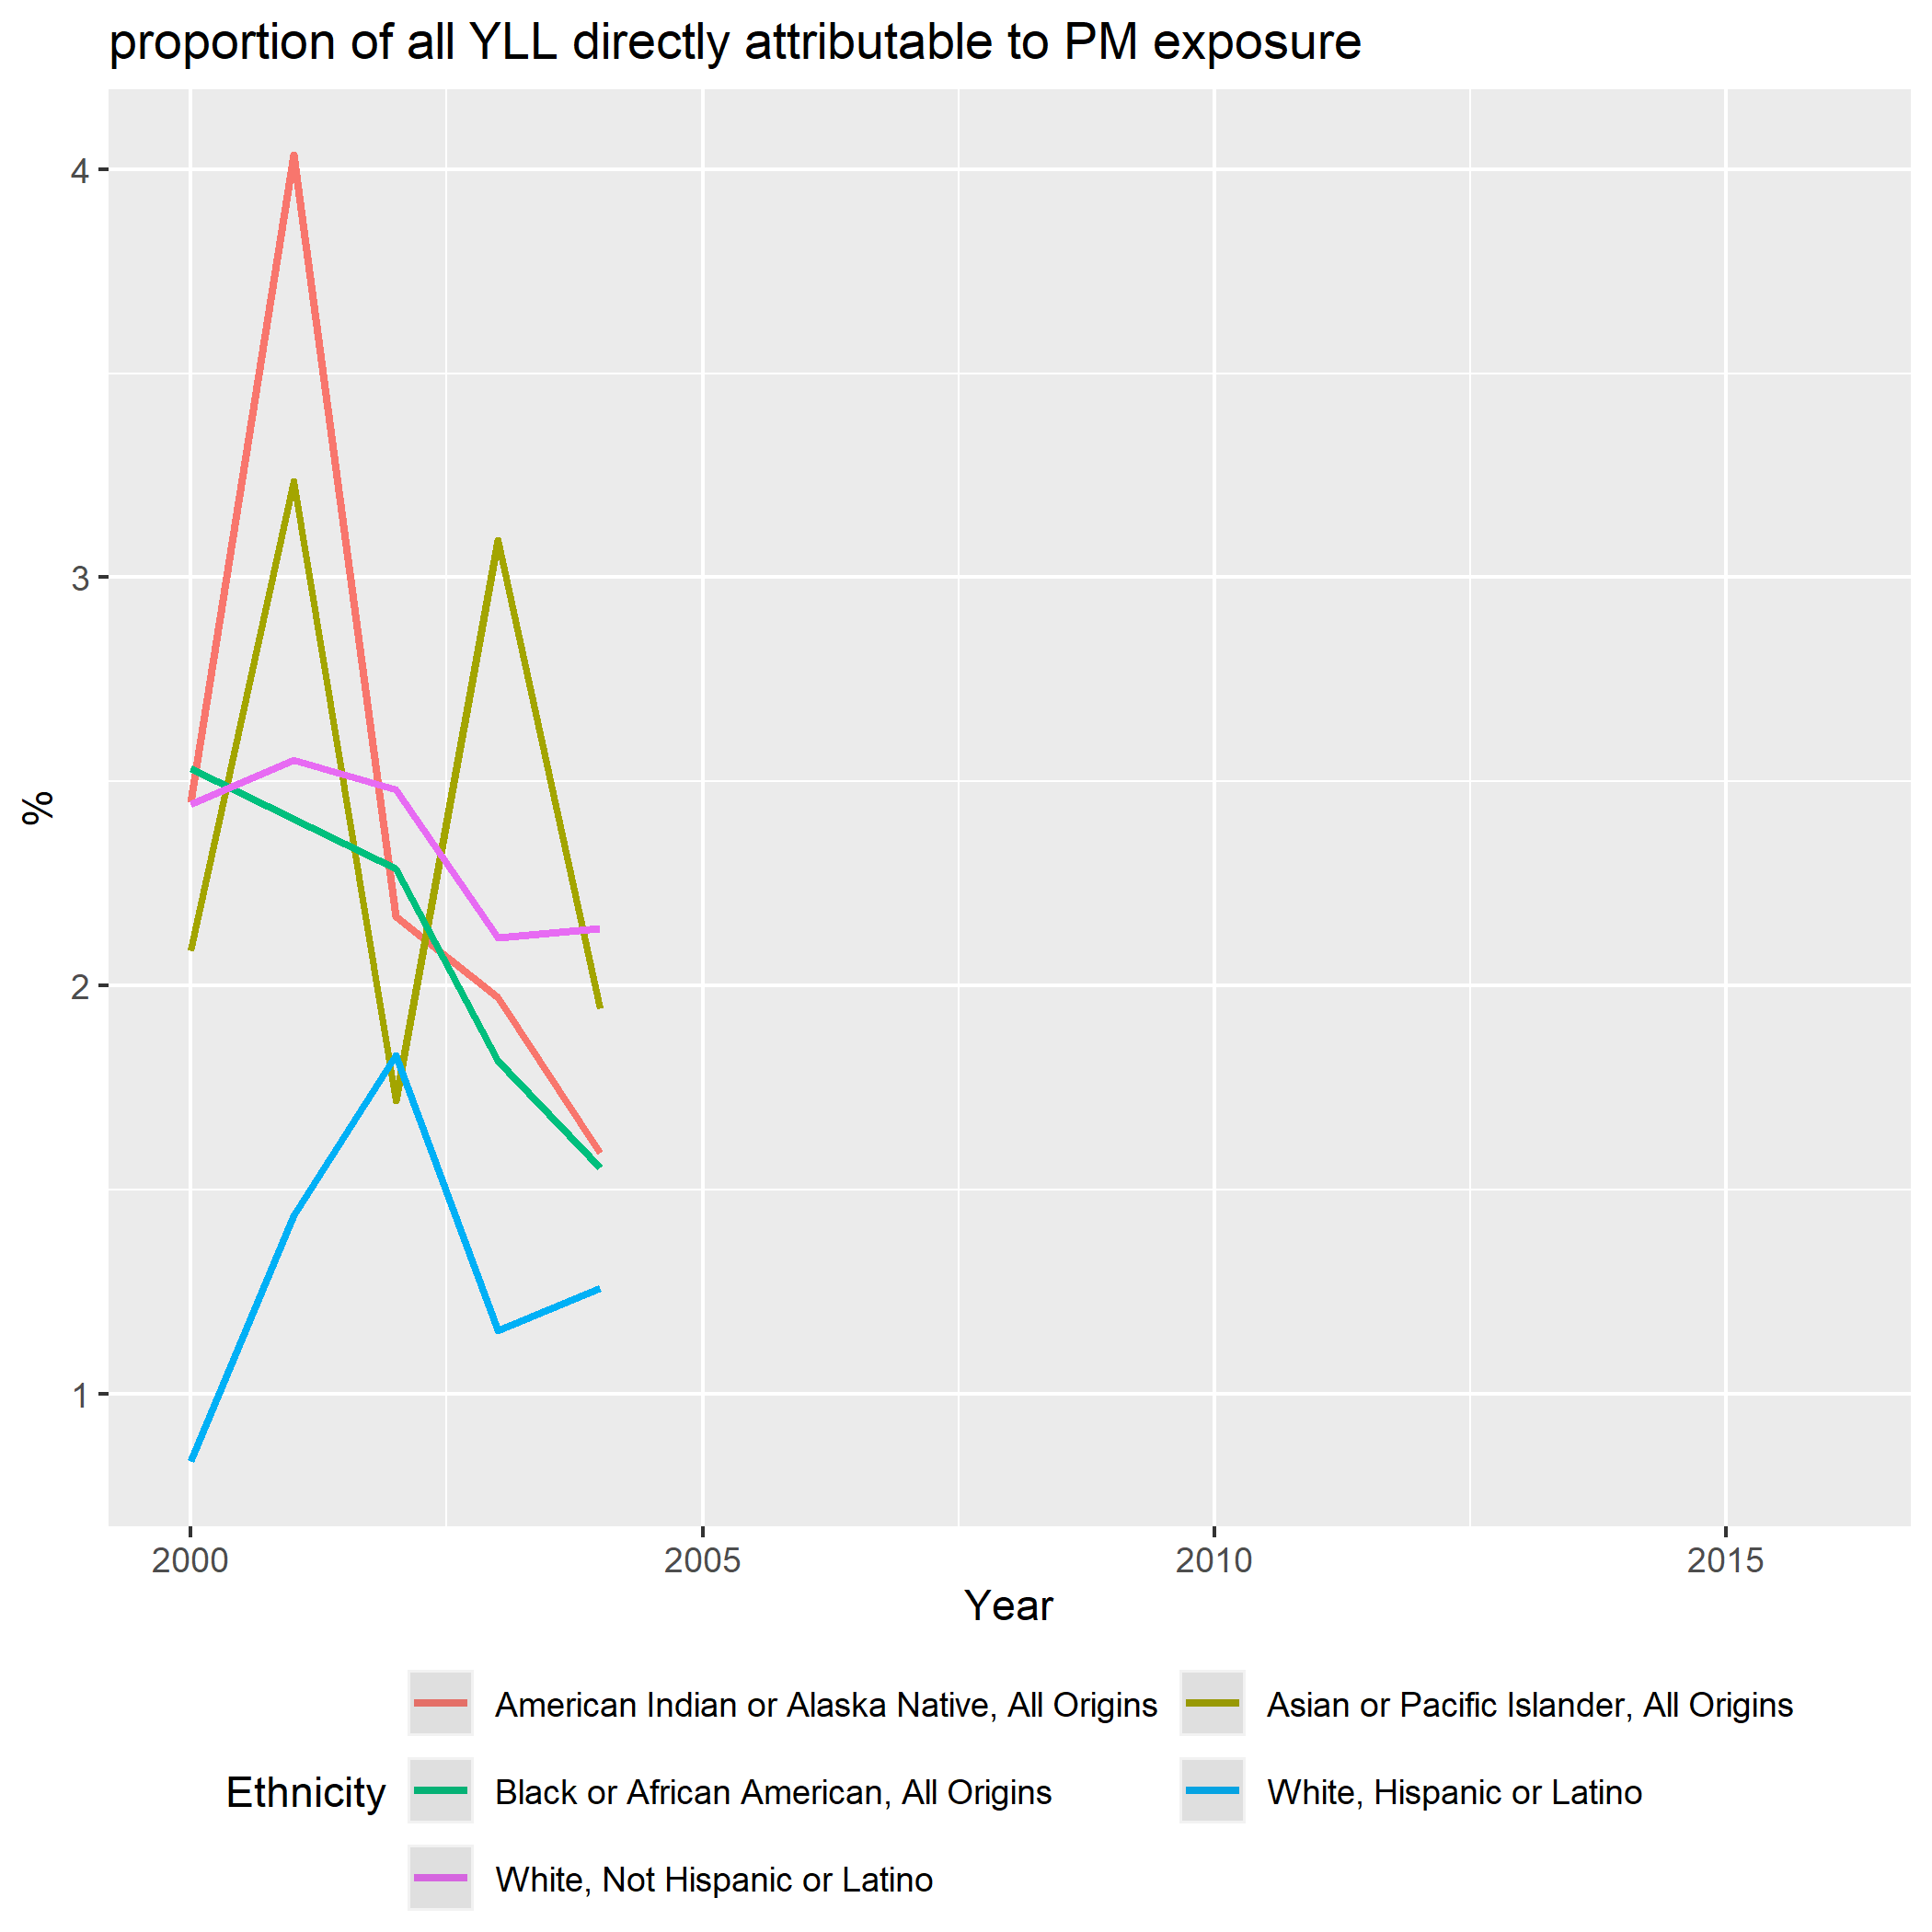 proportion of all YLL directly attributable to PM exposure
4
3
2
1
%
2000 2005 2010 2015
Year
Ethnicity
American Indian or Alaska Native, All Origins
Asian or Pacific Islander, All Origins
Black or African American, All Origins
White, Hispanic or Latino
White, Not Hispanic or Latino